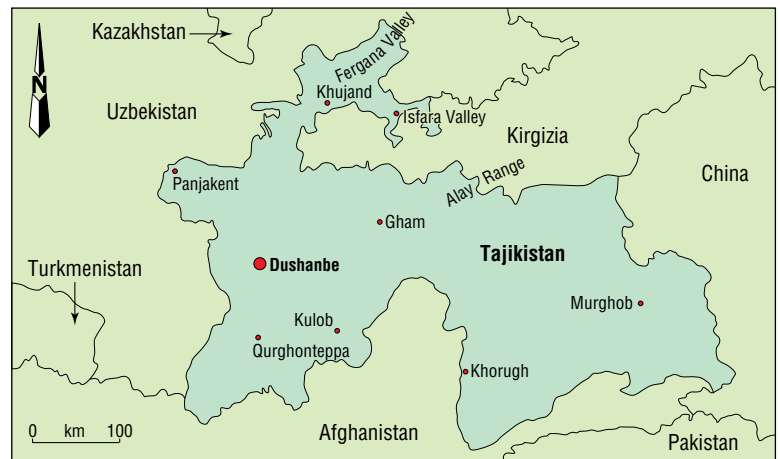 Kazakhstan
Fergana Valley
N
Khujand
Uzbekistan
Isfara Valley
Kirgizia
Panjakent
Alay Range
China
Gham
Tajikistan
Dushanbe
Turkmenistan
Murghob
Kulob
Qurghonteppa
Khorugh
0 km 100
Afghanistan
Pakistan